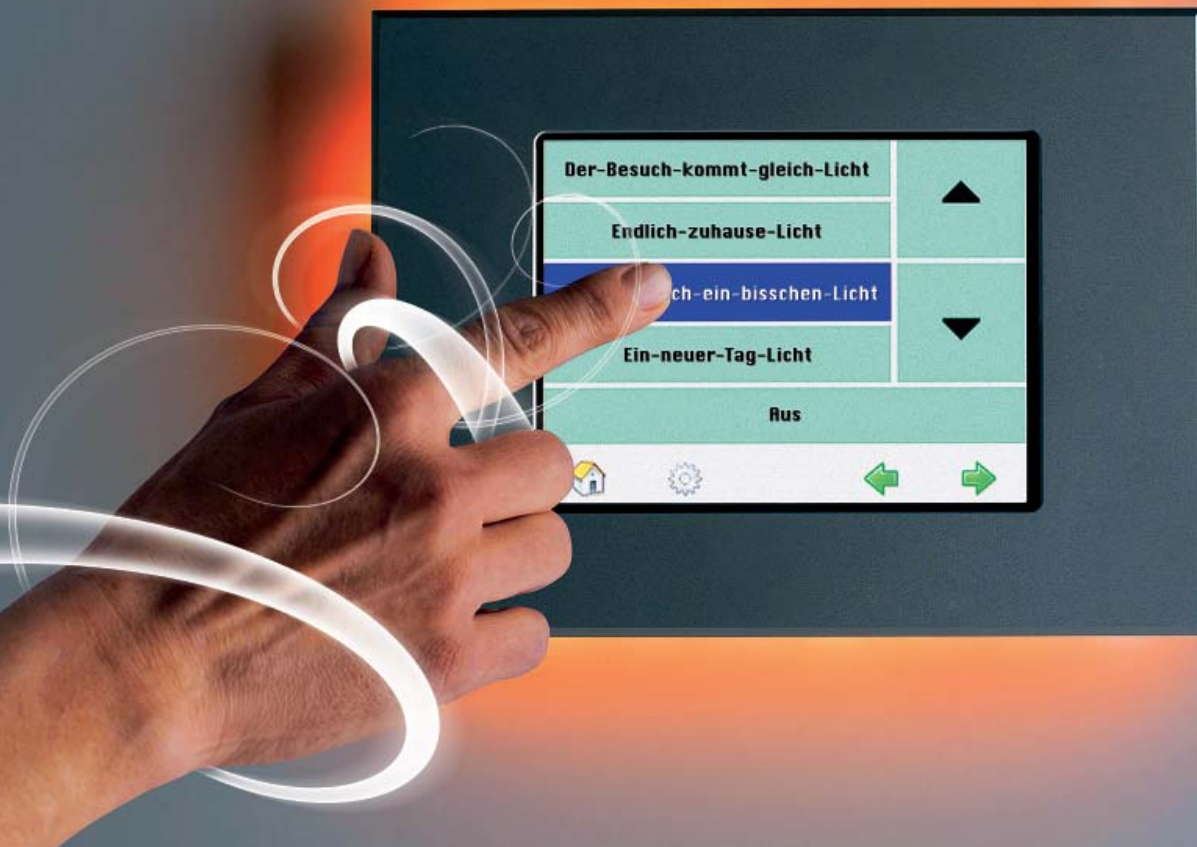 Der-Besuch-kommt-gleich-Licht
Endlich-zuhause-Licht
ch-ein-bisschen-Licht
Ein-neuer-Tag-Licht
Aus